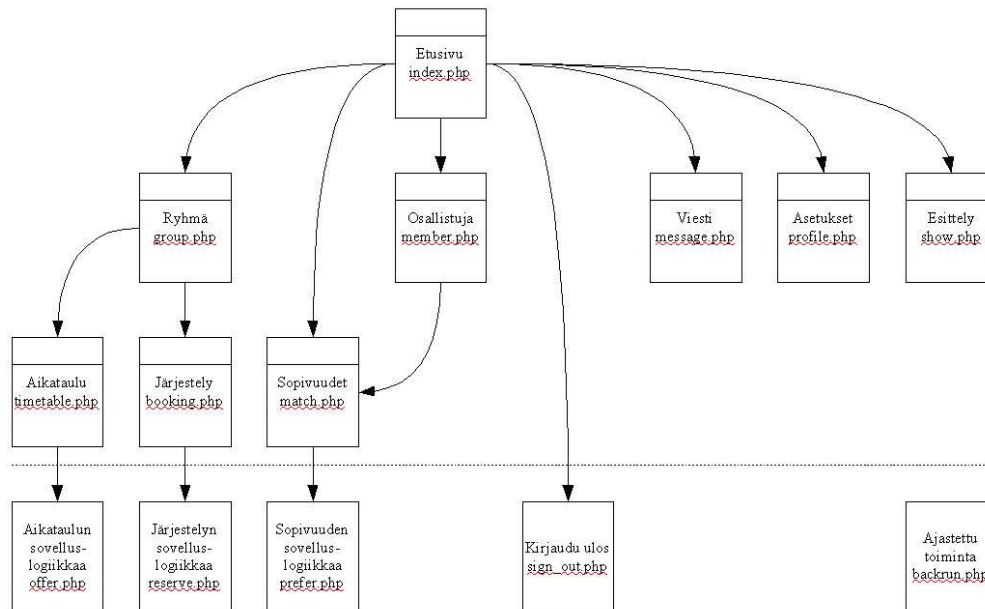 Etusivu
index.php
Ryhmä
group.php
Osallistuja
member.php
Viesti
message.php
Asetukset
profile.php
Esittely
show.php
Aikataulu
timetable.php
Järjestely
booking.php
Sopivuudet
match.php
Aikataulun
sovellus-
logiikkaa
offer.php
Järjestelyn
sovellus-
logiikkaa
reserve.php
Sopivuuden
sovellus-
logiikkaa
prefer.php
Kirjaudu ulos
sign_out.php
Ajastettu
toiminta
backrun.php